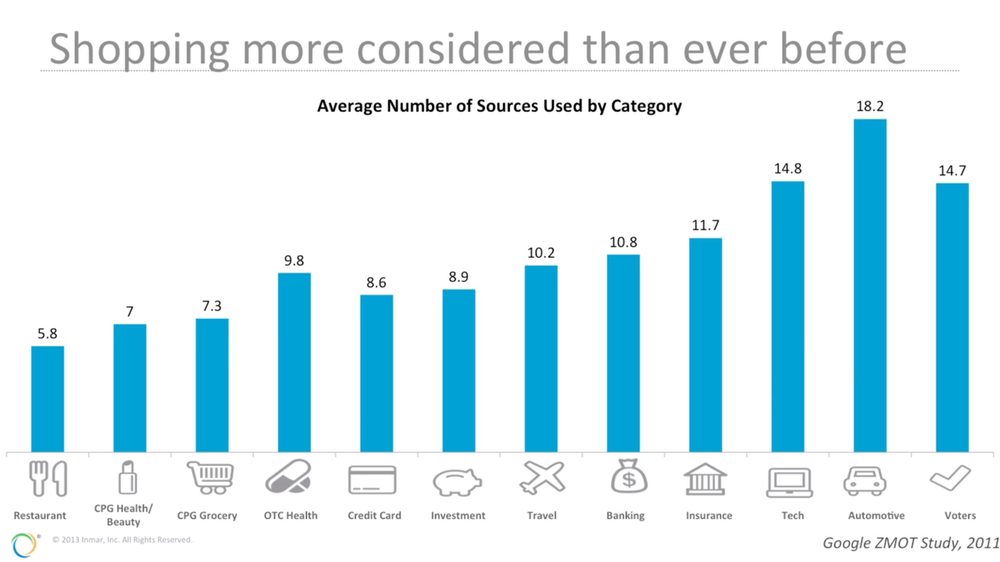 Shopping more considered than ever before
Average Number of Sources Used by Category
5.8
7
7.3
9.8
8.6
8.9
10.2
10.8
11.7
14.8
18.2
14.7
$
Restaurant
CPG Health/
Beauty
CPG Grocery
OTC Health
Credit Card
Investment
Travel
Banking
Insurance
Tech
Automotive
Voters
®
© 2013 Inmar, Inc. All Rights Reserved.
Google ZMOT Study, 2011